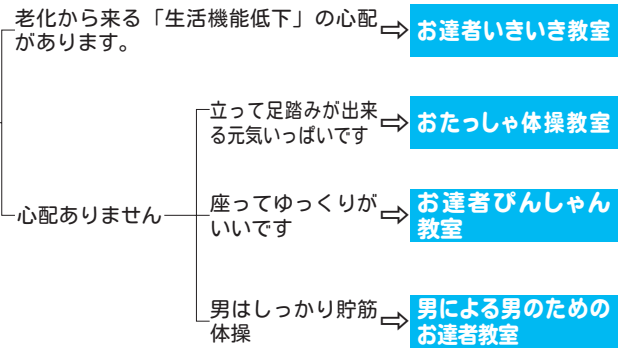 老化から来る「生活機能低下」の心配
があります。
⇨
お達者いきいき教室
心配ありません
立って足踏みが出来
る元気いっぱいです
⇨
おたっしゃ体操教室
座ってゆっくりが
いいです
⇨
お達者ぴんしゃん
教室
男はしっかり貯筋
体操
⇨
男による男のための
お達者教室